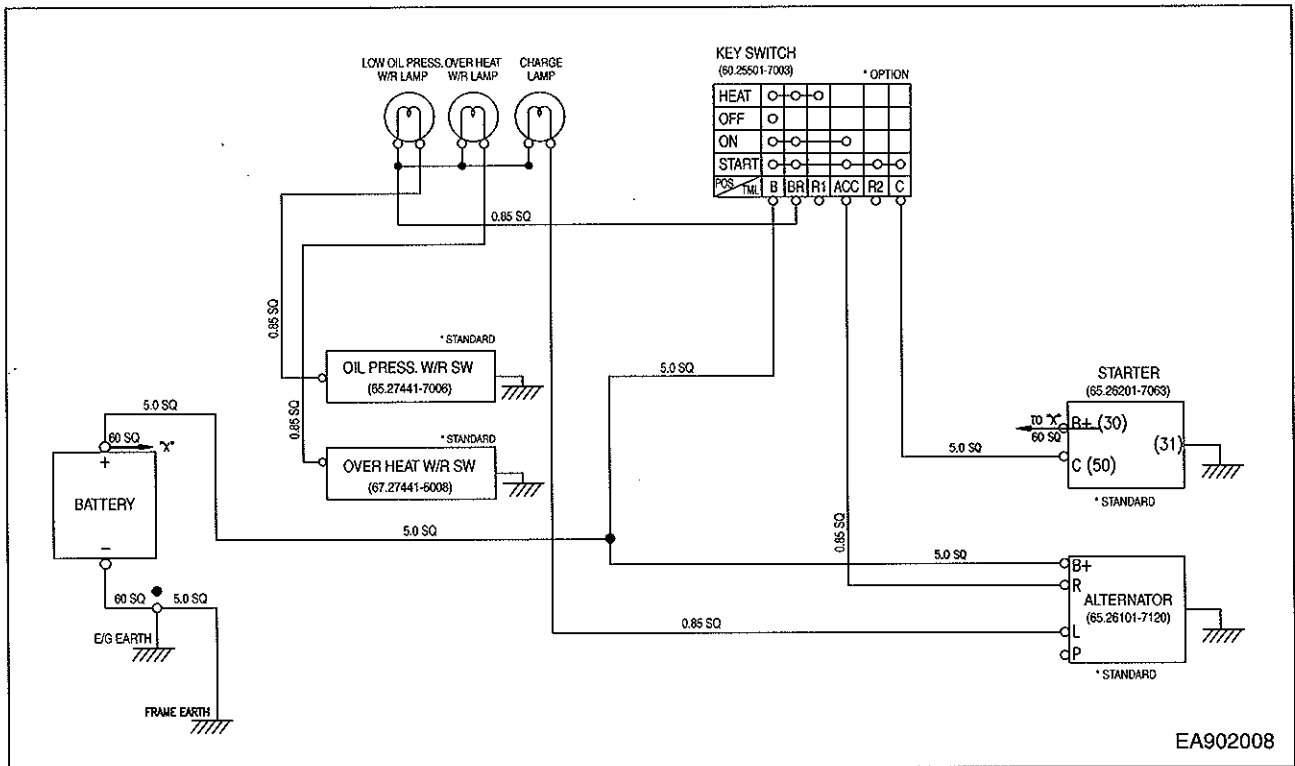 LOW OIL PRESS. OVER HEAT CHARGE
W/R LAMP W/R LAMP LAMP
KEY SWITCH
(60.25501-7003) * OPTION
HEAT
OFF
ON
START
POS. TML B BR R1 ACC R2 C
0.85 SQ
0.85 SQ
* STANDARD
OIL PRESS. W/R SW
(65.27441-7006)
5.0 SQ
STARTER
(65.26201-7063)
5.0 SQ
60 SQ "X"
+
BATTERY
-
0.85 SQ
* STANDARD
OVER HEAT W/R SW
(67.27441-6008)
TO "X" B+ (30)
60 SQ
(31)
5.0 SQ
C (50)
* STANDARD
5.0 SQ
0.85 SQ
5.0 SQ
B+
R
ALTERNATOR
(65.26101-7120)
60 SQ 5.0 SQ
0.85 SQ
L
P
E/G EARTH
* STANDARD
FRAME EARTH
EA902008